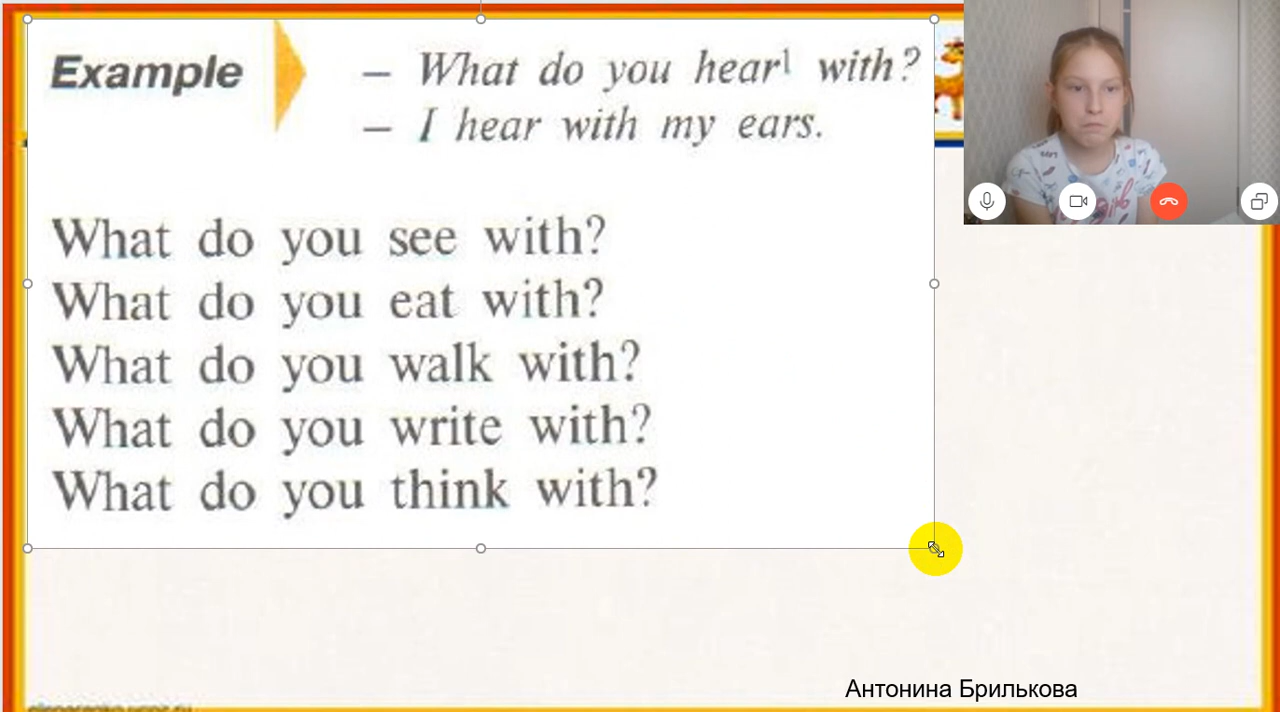 Example – What do you hear¹ with?
– I hear with my ears.
What do you see with?
What do you eat with?
What do you walk with?
What do you write with?
What do you think with?
Антонина Брилькова